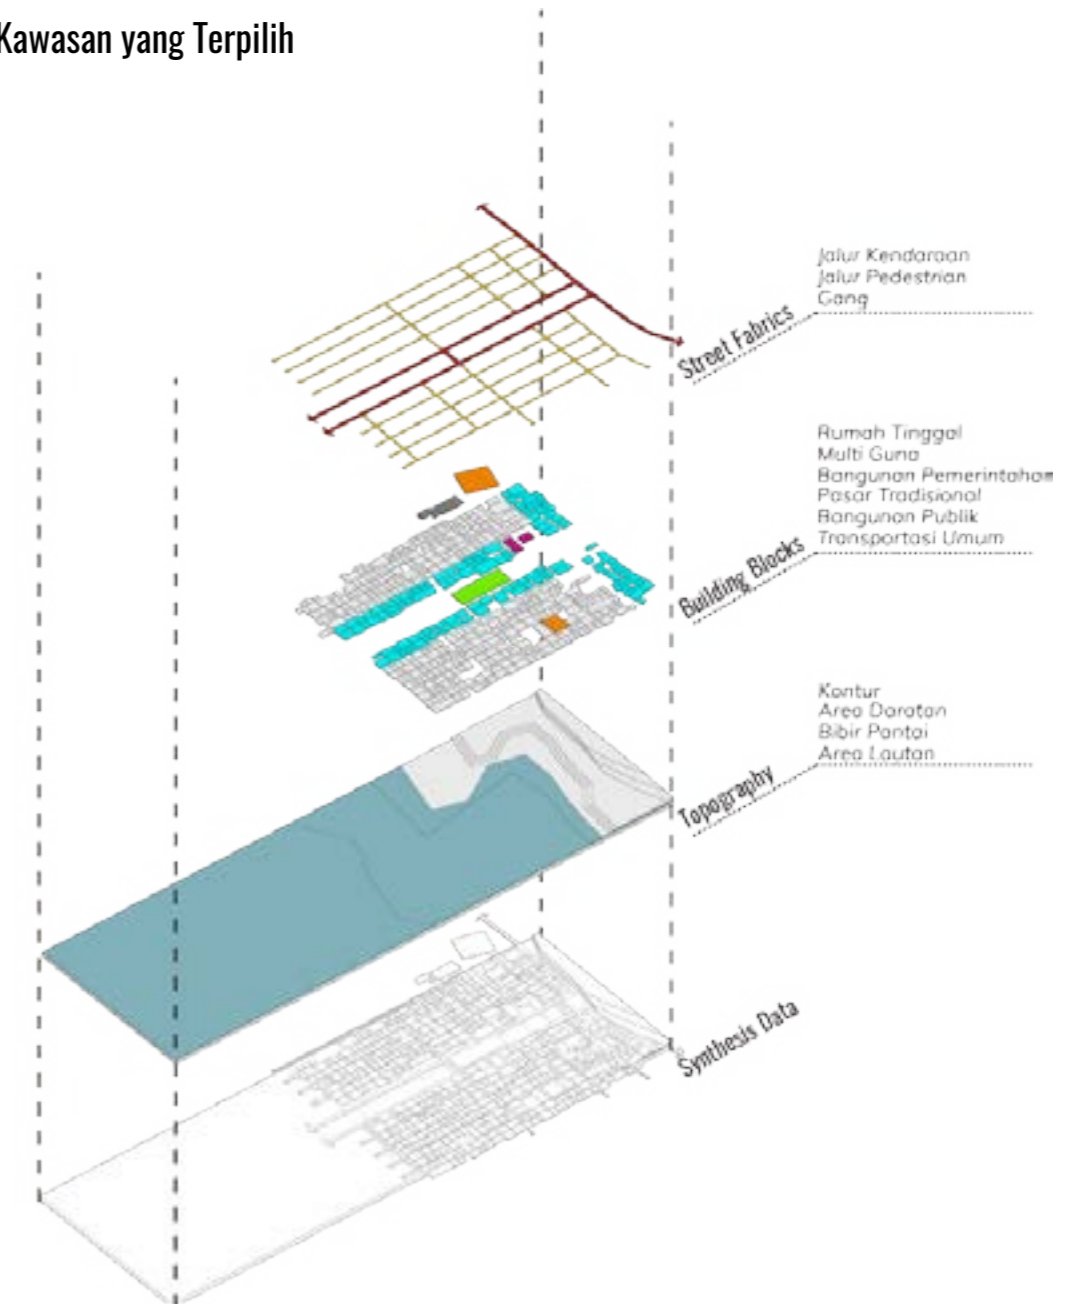 Kawasan yang Terpilih
Jalur Kendaraan
Jalur Pedestrian
Gang
Street Fabrics
Rumah Tinggal
Multi Guna
Bangunan Pemerintaham
Pasar Tradisional
Bangunan Publik
Transportasi Umum
Building Blocks
Kontur
Area Daratan
Bibir Pantai
Area Lautan
Topography
Synthesis Data